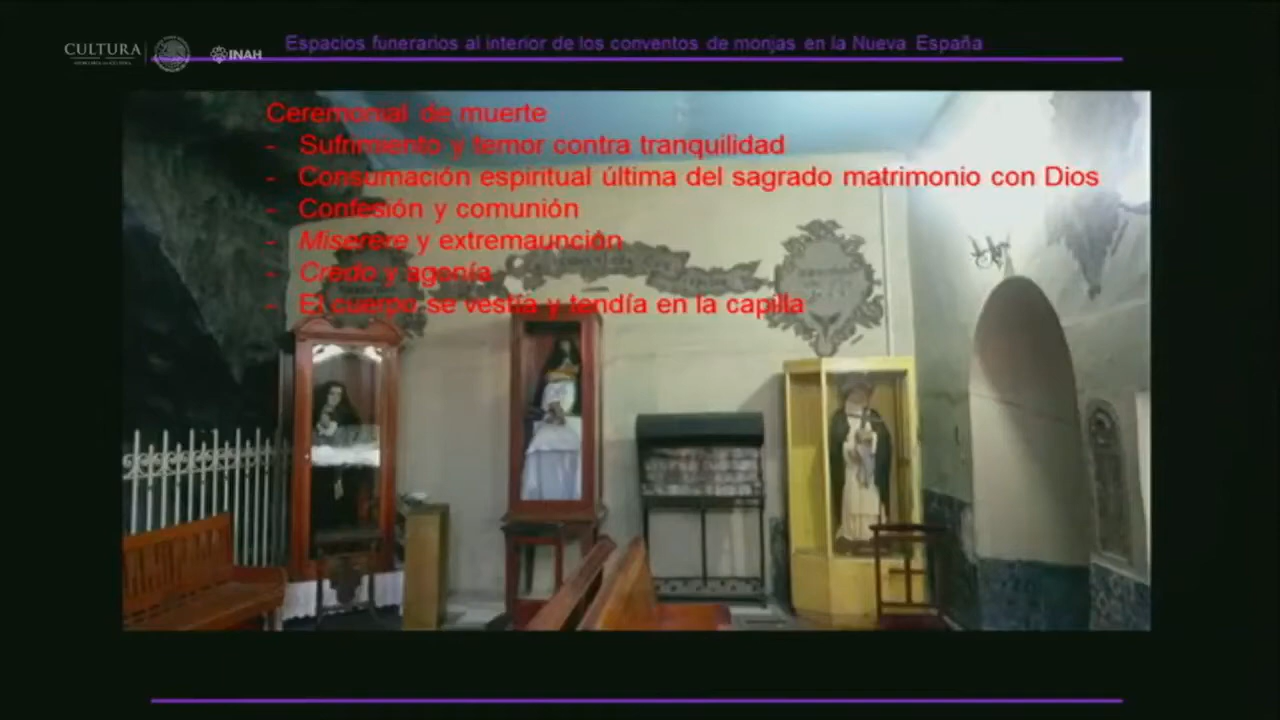 CULTURA
INAH
Espacios funerarios al interior de los conventos de monjas en la Nueva España
Ceremonial de muerte
- Sufrimiento y temor contra tranquilidad
- Consumación espiritual última del sagrado matrimonio con Dios
- Confesión y comunión
- Miserere y extremaunción
- Credo y agonía
- El cuerpo se vestía y tendía en la capilla